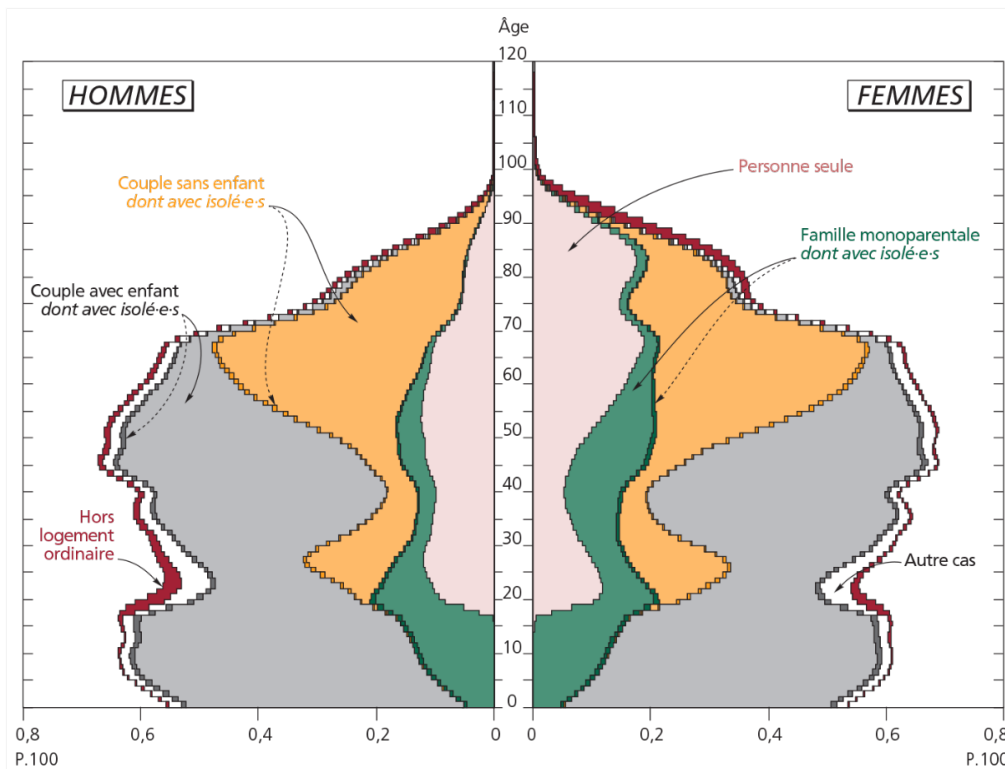 Âge
HOMMES
FEMMES
120
110
100
90
80
70
60
50
40
30
20
10
0
Couple sans enfant
dont avec isolé·e·s
Couple avec enfant
dont avec isolé·e·s
Hors
logement
ordinaire
Personne seule
Famille monoparentale
dont avec isolé·e·s
Autre cas
0,8
0,6
0,4
0,2
0
0
0,2
0,4
0,6
0,8
P.100
P.100